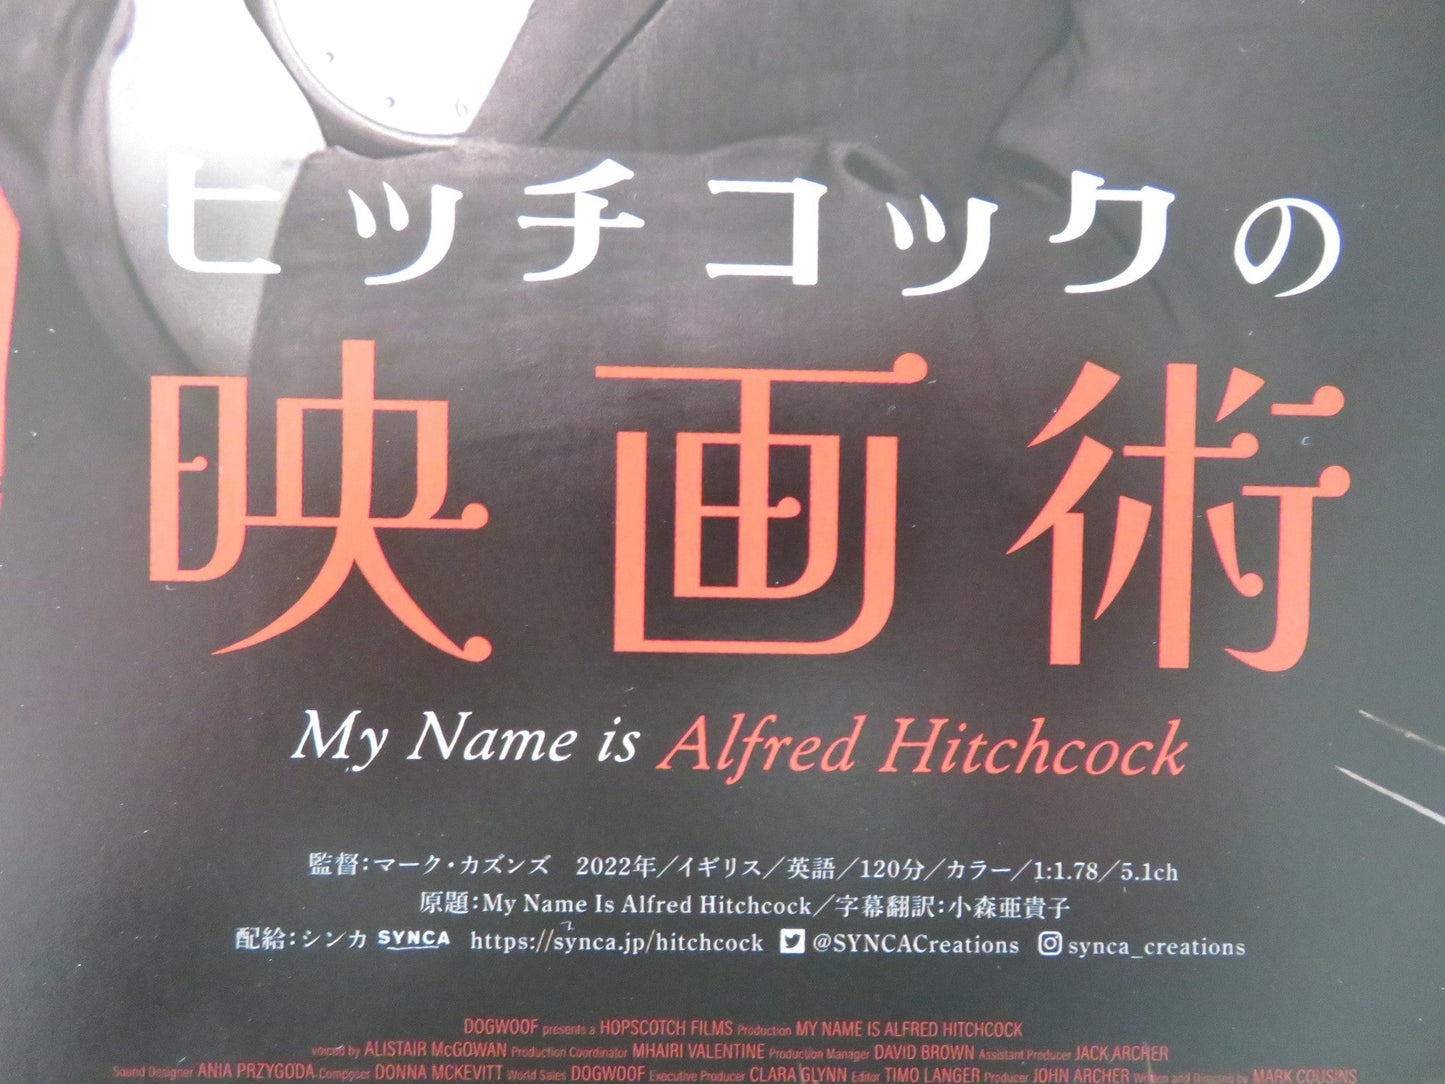 ヒッチコックの
映画術
My Name is Alfred Hitchcock
監督：マーク・カズンズ　2022年／イギリス／英語／120分／カラー／1:1.78／5.1ch
原題：My Name Is Alfred Hitchcock／字幕翻訳：小森亜貴子
配給：シンカ SYNCA https://synca.jp/hitchcock @SYNCACreations synca_creations
DOGWOOF presents a HOPSCOTCH FILMS Production MY NAME IS ALFRED HITCHCOCK
voiced by ALISTAIR McGOWAN Production Coordinator MHAIRI VALENTINE Production Manager DAVID BROWN Assistant Producer JACK ARCHER
Sound Designer ANIA PRZYGODA Composer DONNA MCKEVITT World Sales DOGWOOF Executive Producer CLARA GLYNN Editor TIMO LANGER Producer JOHN ARCHER Written and Directed by MARK COUSINS